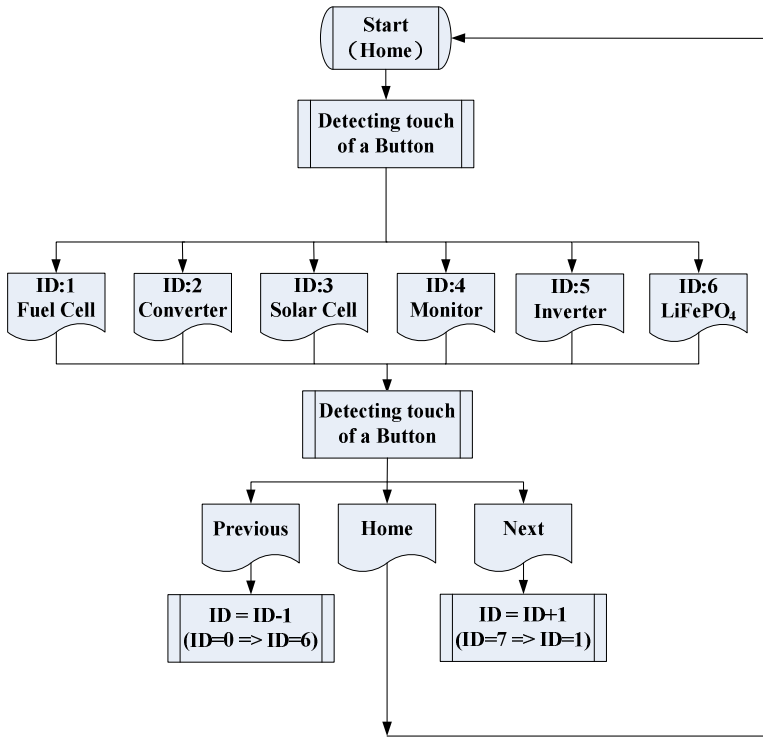 Start
（Home）
Detecting touch
of a Button
ID:1
Fuel Cell
ID:2
Converter
ID:3
Solar Cell
ID:4
Monitor
ID:5
Inverter
ID:6
LiFePO₄
Detecting touch
of a Button
Previous
Home
Next
ID = ID-1
(ID=0 => ID=6)
ID = ID+1
(ID=7 => ID=1)